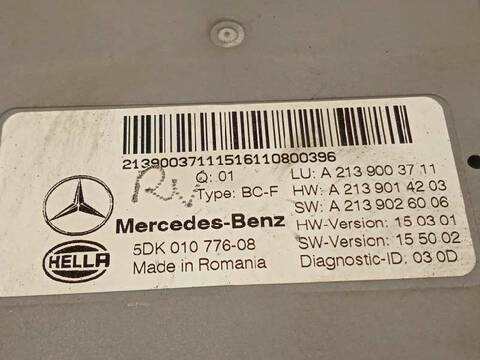 21390037111516110800396
Q: 01
LU: A 213 900 37 11
Type: BC-F
HW: A 213 901 42 03
SW: A 213 902 60 06
Mercedes-Benz
HW-Version: 15 03 01
HELLA
5DK 010 776-08
SW-Version: 15 50 02
Made in Romania
Diagnostic-ID: 03 0D